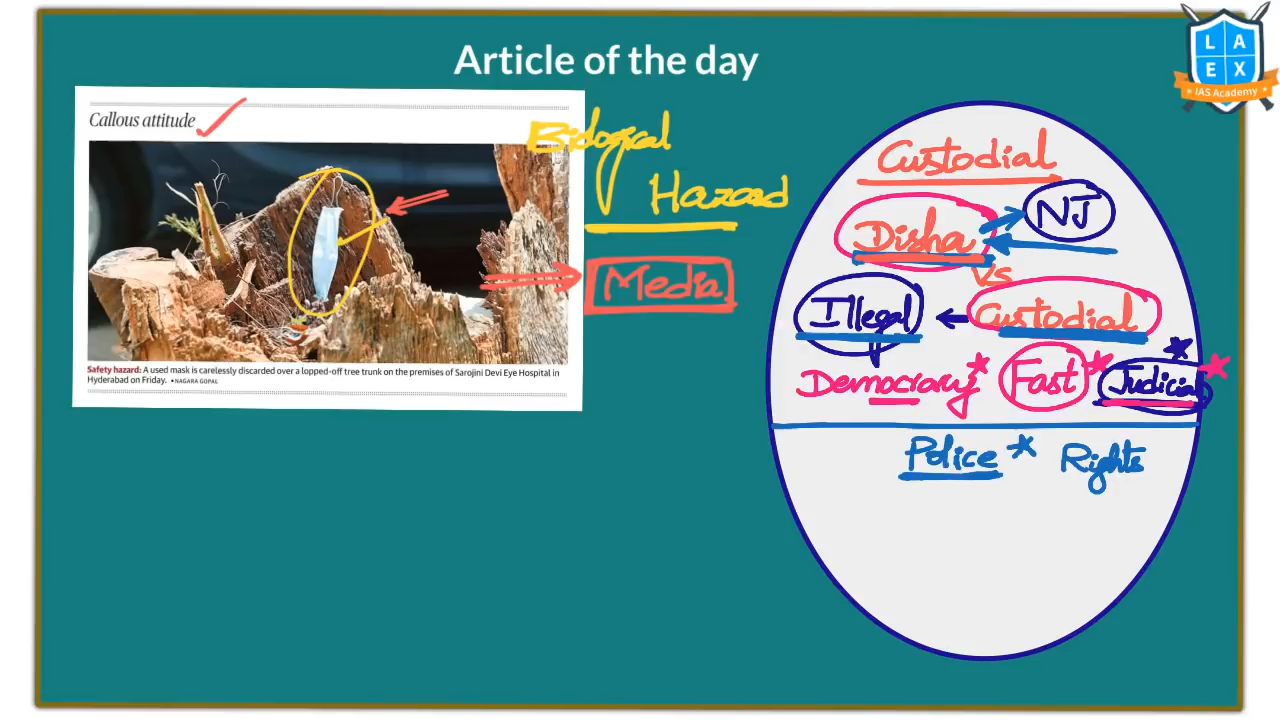 Article of the day
L A
E X
IAS Academy
Callous attitude
Safety hazard: A used mask is carelessly discarded over a lopped-off tree trunk on the premises of Sarojini Devi Eye Hospital in
Hyderabad on Friday. • NAGARA GOPAL
Biological
Hazard
Media
Custodial
Disha NJ
Vs
Illegal Custodial
Democracy Fast Judicial
Police Rights